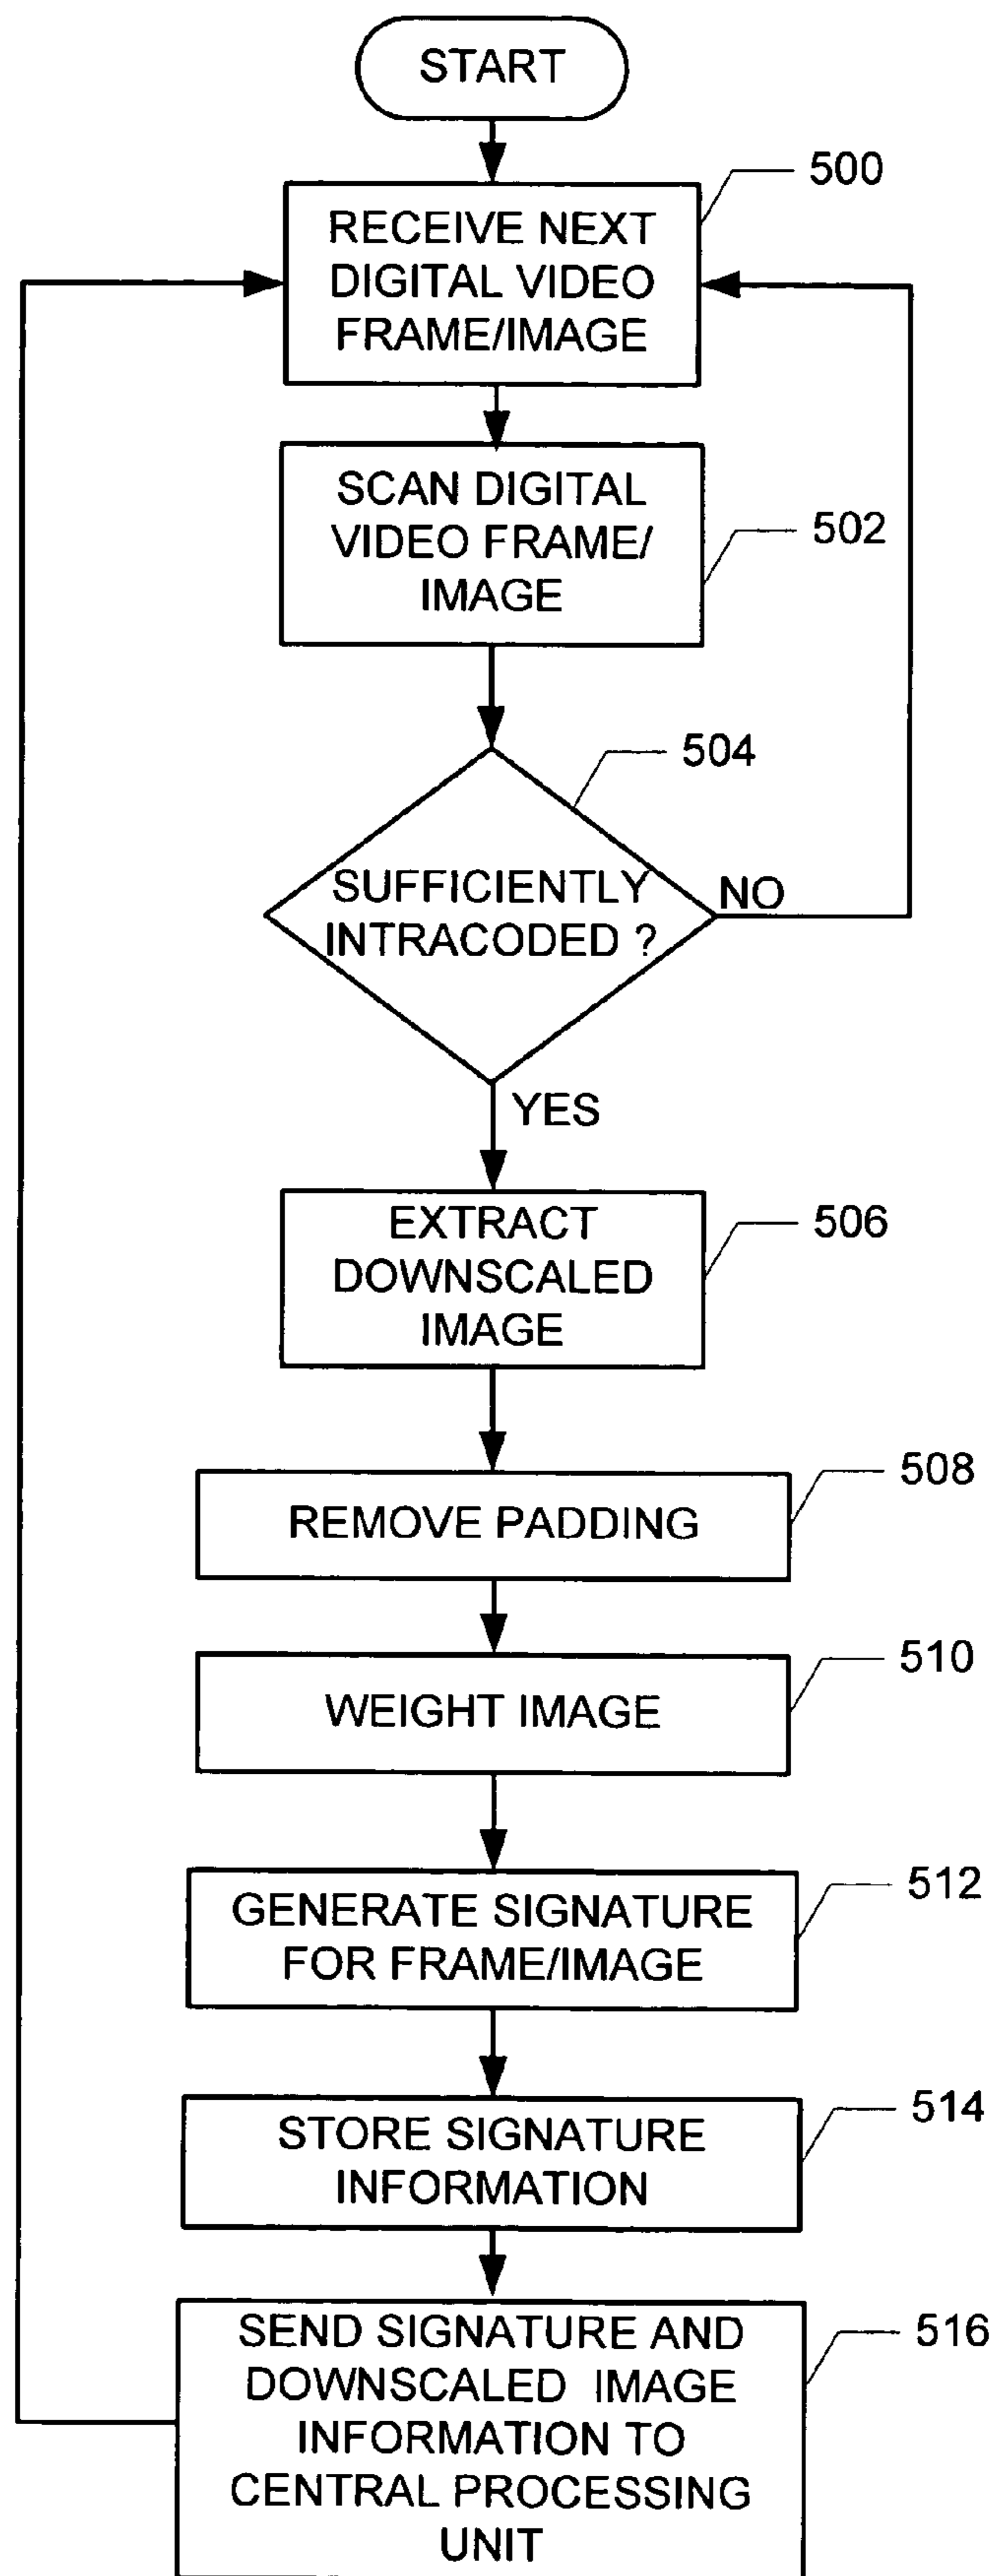 START
500
RECEIVE NEXT
DIGITAL VIDEO
FRAME/IMAGE
SCAN DIGITAL
VIDEO FRAME/
IMAGE
502
504
SUFFICIENTLY
INTRACODED ?
NO
YES
EXTRACT
DOWNSCALED
IMAGE
506
REMOVE PADDING
508
WEIGHT IMAGE
510
GENERATE SIGNATURE
FOR FRAME/IMAGE
512
STORE SIGNATURE
INFORMATION
514
SEND SIGNATURE AND
DOWNSCALED IMAGE
INFORMATION TO
CENTRAL PROCESSING
UNIT
516